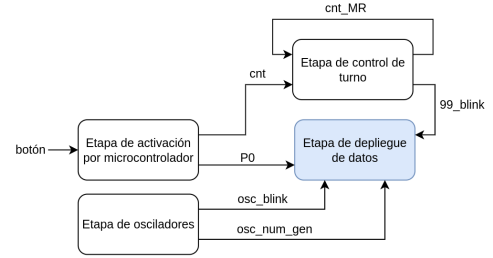 cnt_MR
Etapa de control de
turno
cnt
99_blink
botón
Etapa de activación
por microcontrolador
Etapa de depliegue
de datos
P0
osc_blink
Etapa de osciladores
osc_num_gen